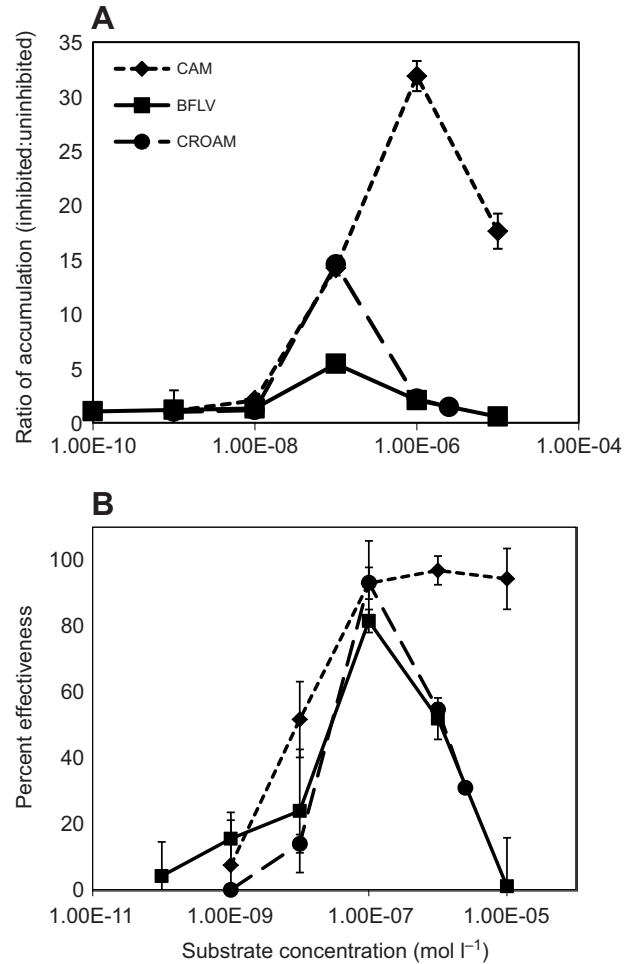 A
35
30
25
20
15
10
5
0
CAM
BFLV
CROAM
Ratio of accumulation (inhibited:uninhibited)
1.00E-10 1.00E-08 1.00E-06 1.00E-04
B
100
80
60
40
20
0
Percent effectiveness
1.00E-11 1.00E-09 1.00E-07 1.00E-05
Substrate concentration (mol l⁻¹)